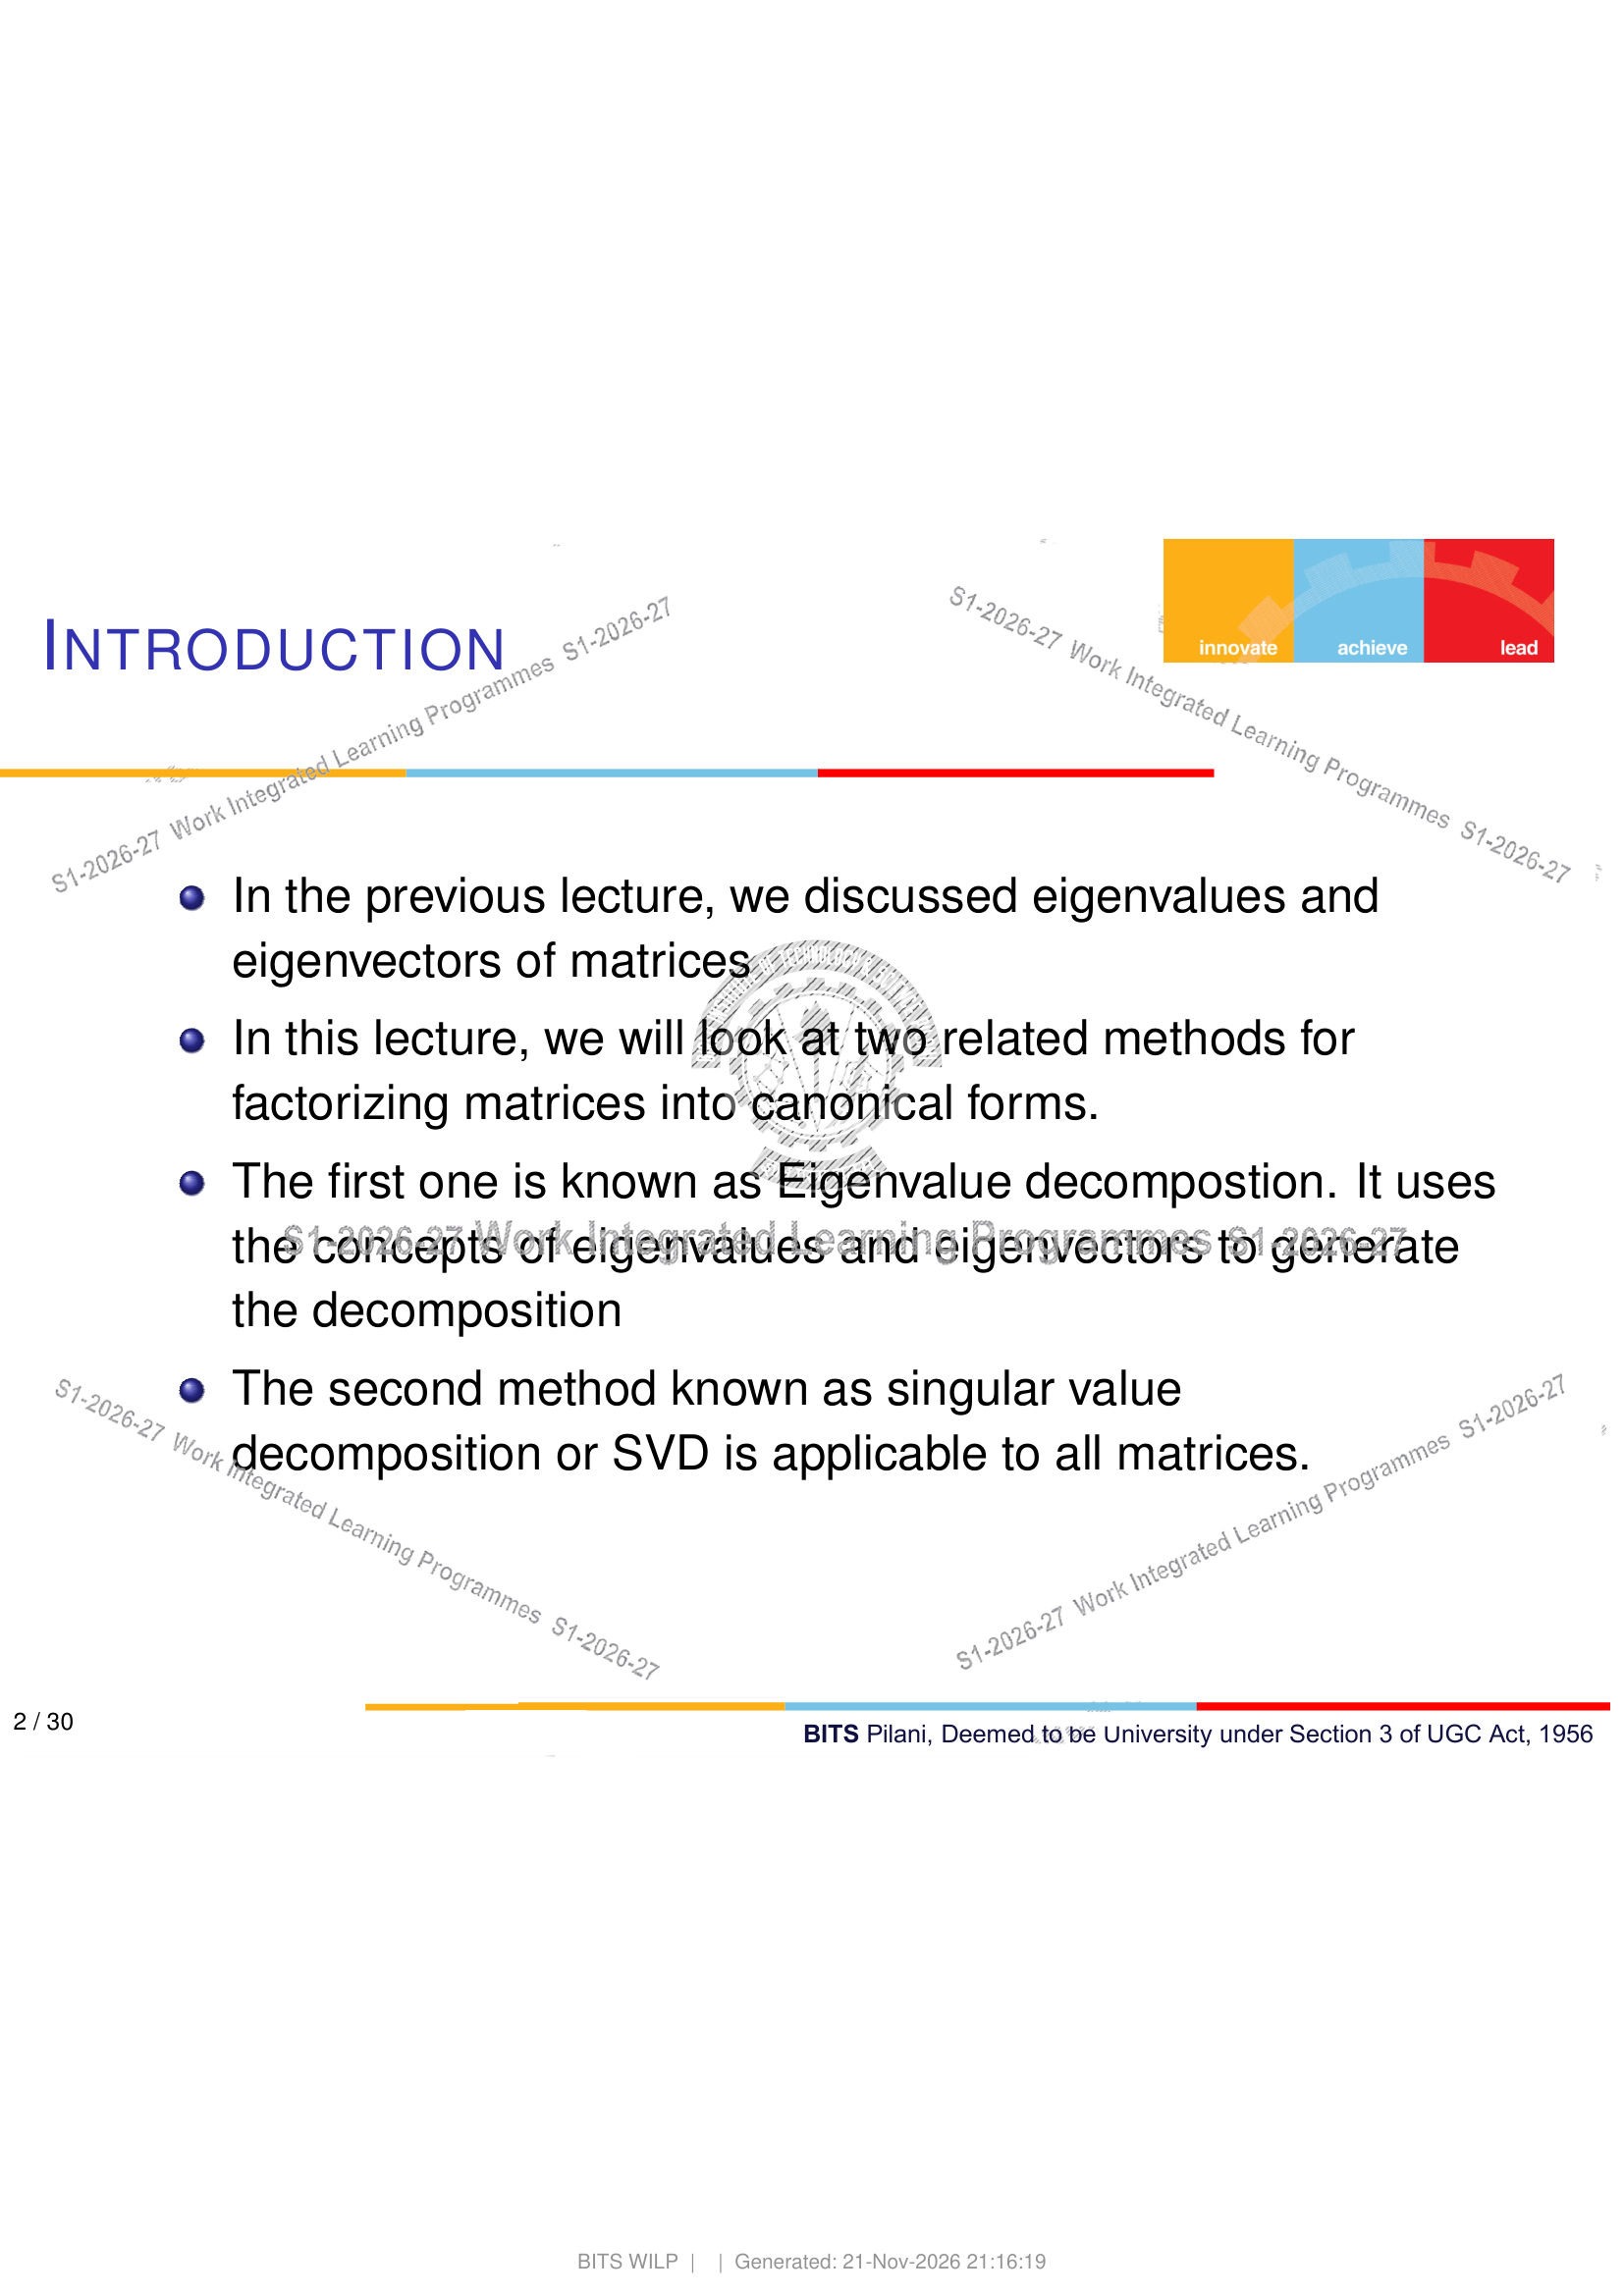 INTRODUCTION
innovate achieve lead
S1-2026-27 Work Integrated Learning Programmes S1-2026-27
S1-2026-27 Work Integrated Learning Programmes S1-2026-27
In the previous lecture, we discussed eigenvalues and
eigenvectors of matrices
In this lecture, we will look at two related methods for
factorizing matrices into canonical forms.
The first one is known as Eigenvalue decompostion. It uses
the concepts of eigenvalues and eigenvectors to generate
the decomposition
S1-2026-27 Work Integrated Learning Programmes S1-2026-27
The second method known as singular value
decomposition or SVD is applicable to all matrices.
S1-2026-27 Work Integrated Learning Programmes S1-2026-27
S1-2026-27 Work Integrated Learning Programmes S1-2026-27
2 / 30
BITS Pilani, Deemed to be University under Section 3 of UGC Act, 1956
BITS WILP | | Generated: 21-Nov-2026 21:16:19